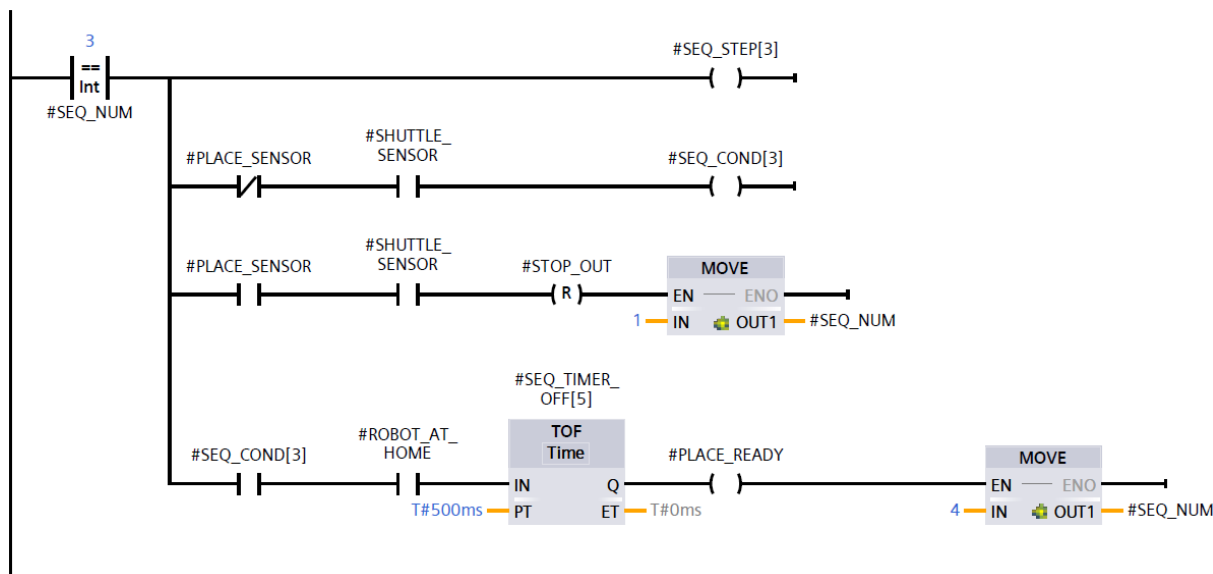 3
==
Int
#SEQ_NUM
#SEQ_STEP[3]
#PLACE_SENSOR
#SHUTTLE_
SENSOR
#SEQ_COND[3]
#PLACE_SENSOR
#SHUTTLE_
SENSOR
#STOP_OUT
R
MOVE
EN
ENO
1
IN
OUT1
#SEQ_NUM
#SEQ_COND[3]
#ROBOT_AT_
HOME
#SEQ_TIMER_
OFF[5]
TOF
Time
IN
Q
T#500ms
PT
ET
T#0ms
#PLACE_READY
MOVE
EN
ENO
4
IN
OUT1
#SEQ_NUM